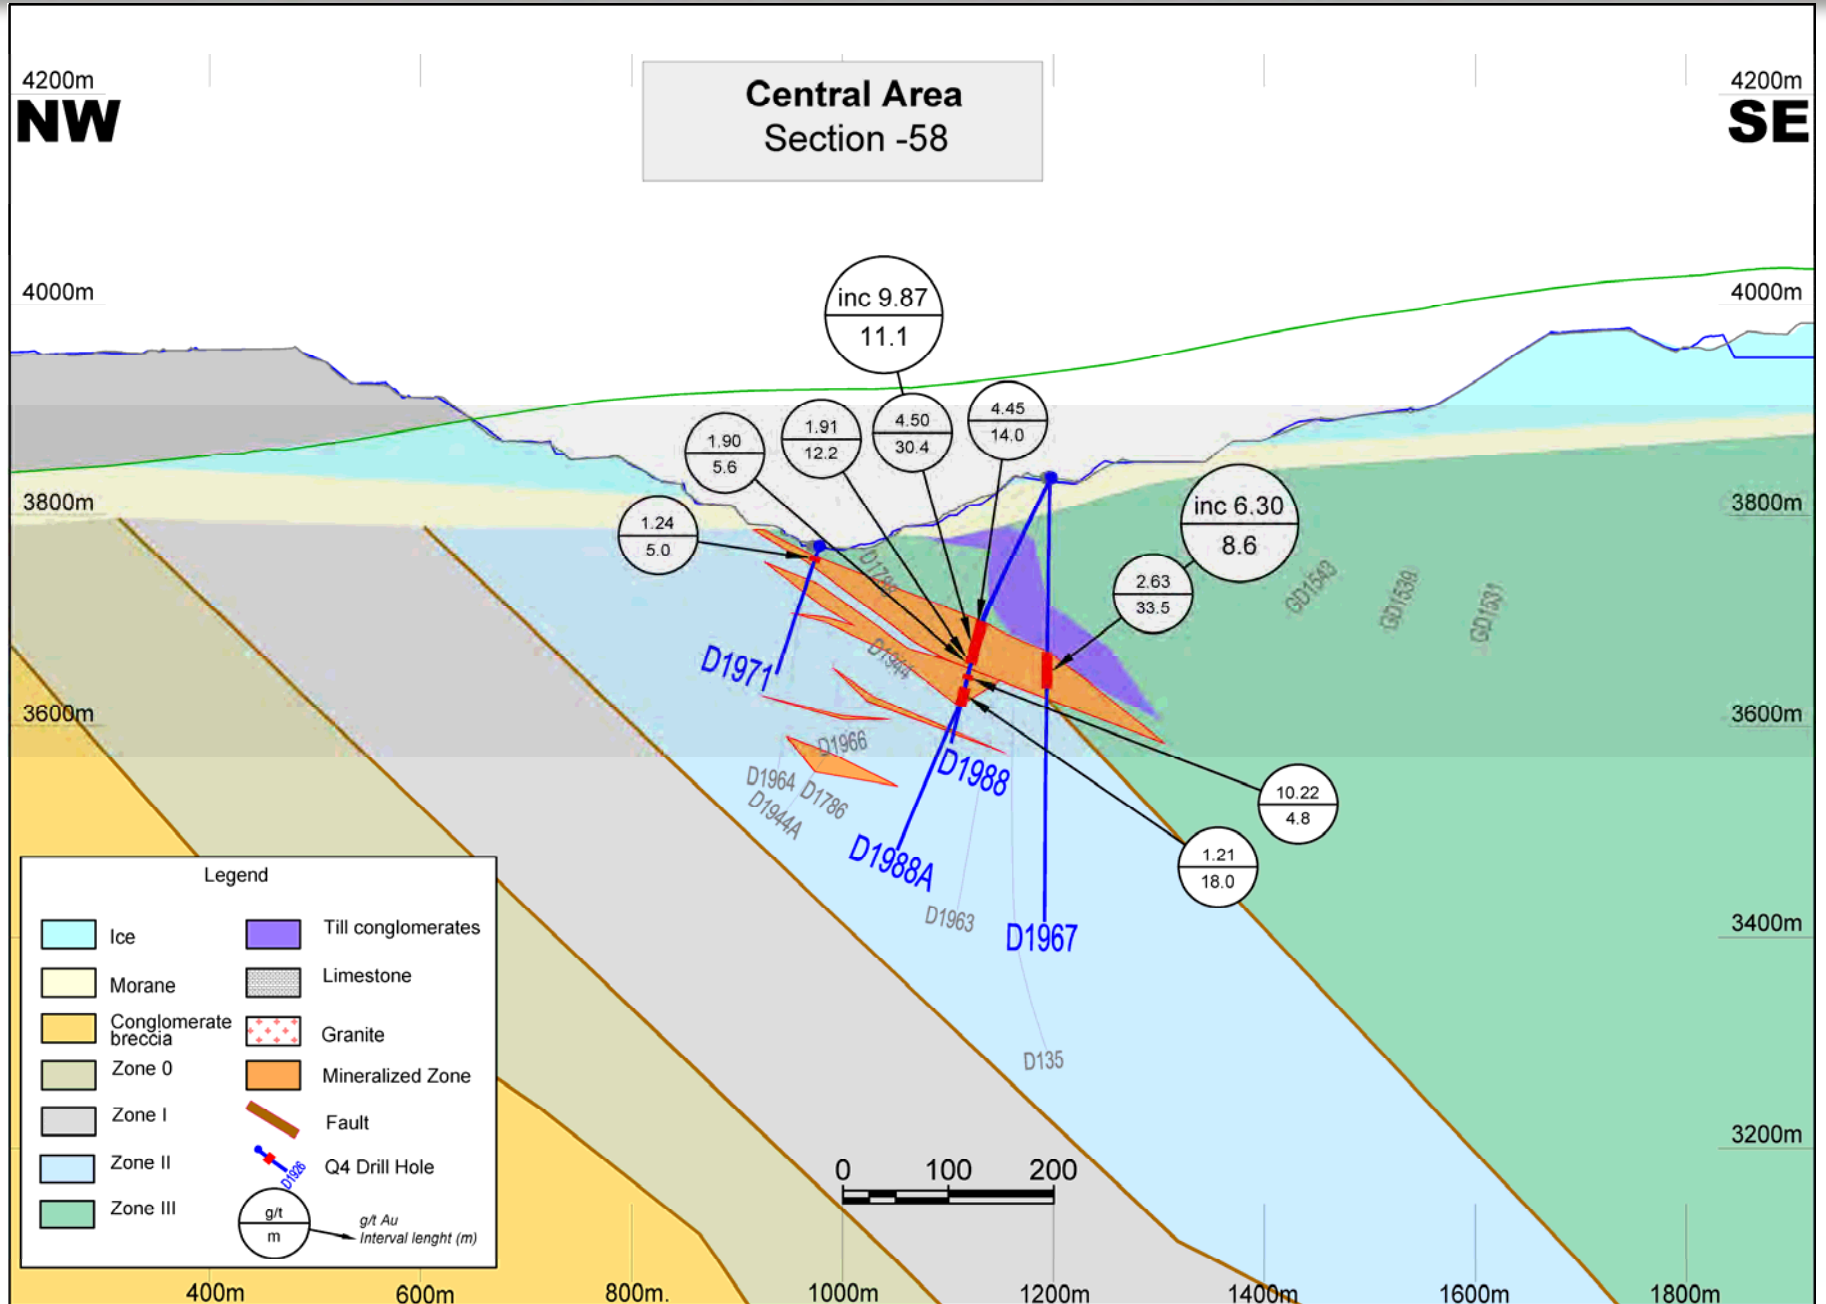 4200m
4200m
NW
SE
Central Area
Section -58
4000m
4000m
inc 9.87
11.1
1.90
5.6
1.91
12.2
4.50
30.4
4.45
14.0
3800m
3800m
1.24
5.0
inc 6.30
8.6
2.63
33.5
D1788
GD1543
GD1539
GD1531
D1971
D1944
3600m
3600m
D1966
D1964
D1786
D1944A
D1988
D1988A
10.22
4.8
1.21
18.0
D1963
D1967
3400m
D135
3200m
Legend
Ice
Morane
Conglomerate
breccia
Zone 0
Zone I
Zone II
Zone III
Till conglomerates
Limestone
Granite
Mineralized Zone
Fault
D1926
Q4 Drill Hole
g/t
m
g/t Au
Interval lenght (m)
0 100 200
400m 600m 800m. 1000m 1200m 1400m 1600m 1800m